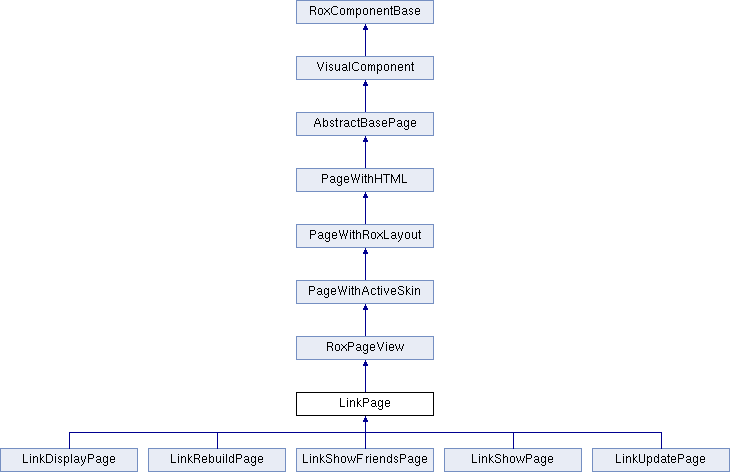 RoxComponentBase
VisualComponent
AbstractBasePage
PageWithHTML
PageWithRoxLayout
PageWithActiveSkin
RoxPageView
LinkPage
LinkDisplayPage LinkRebuildPage LinkShowFriendsPage LinkShowPage LinkUpdatePage